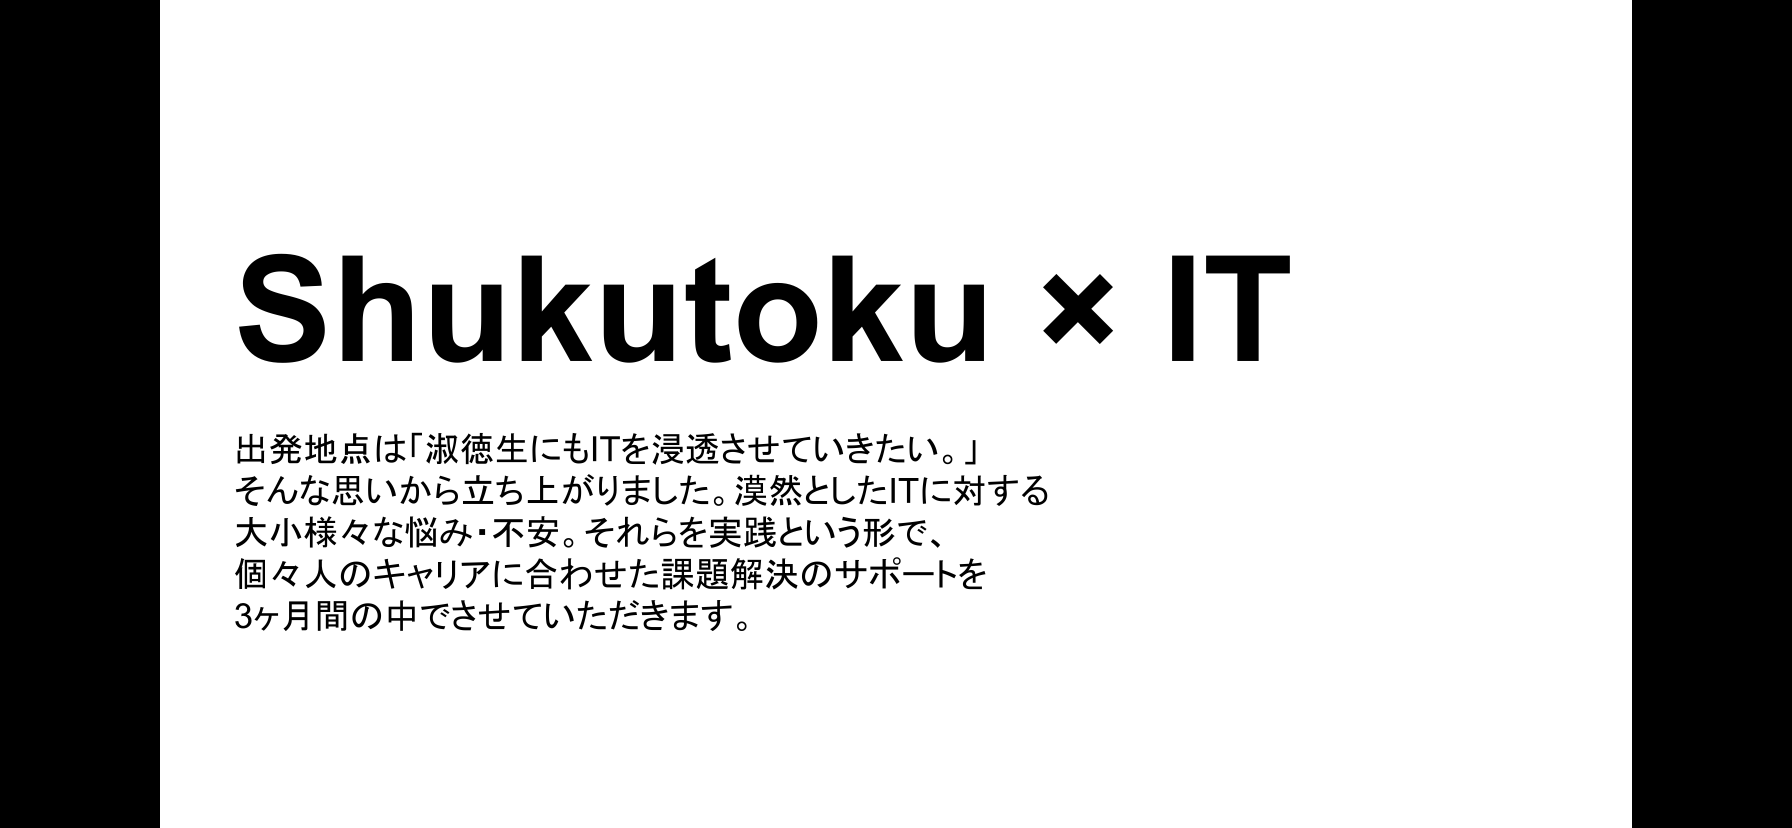 Shukutoku × IT
出発地点は「淑徳生にもITを浸透させていきたい。」
そんな思いから立ち上がりました。漠然としたITに対する
大小様々な悩み・不安。それらを実践という形で、
個々人のキャリアに合わせた課題解決のサポートを
3ヶ月間の中でさせていただきます。